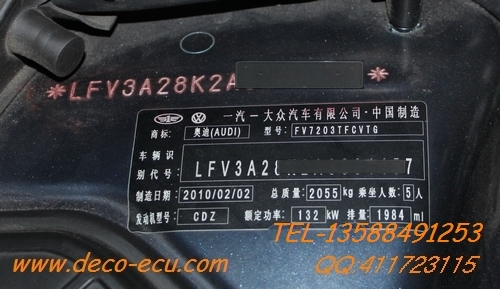 *LFV3A28K2A *
一汽一大众汽车有限公司·中国制造
商标: 奥迪(AUDI) 型号: FV7203TFCVTG
车辆识别代号: LFV3A28 7
制造日期 2010/02/02 总质量: 2055 kg 乘坐人数: 5 人
发动机型号 CDZ 额定功率: 132 kW 排量: 1984 ml
TEL-13588491253
www.deco-ecu.com
QQ:411723115